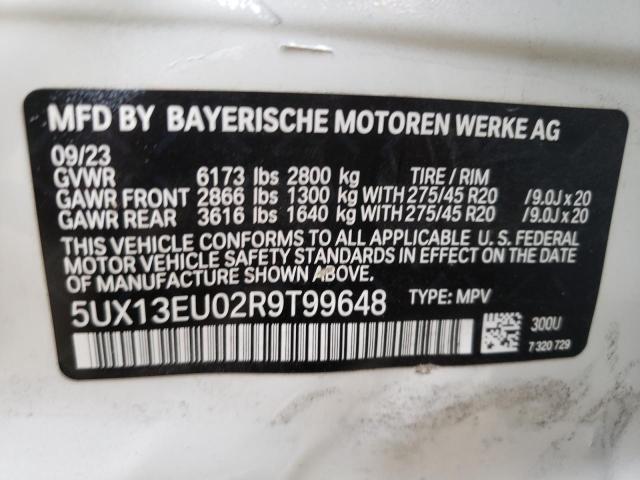 MFD BY BAYERISCHE MOTOREN WERKE AG
09/23
GVWR 6173 lbs 2800 kg TIRE / RIM
GAWR FRONT 2866 lbs 1300 kg WITH 275/45 R20 /9.0J x 20
GAWR REAR 3616 lbs 1640 kg WITH 275/45 R20 /9.0J x 20
THIS VEHICLE CONFORMS TO ALL APPLICABLE U. S. FEDERAL
MOTOR VEHICLE SAFETY STANDARDS IN EFFECT ON THE DATE
OF MANUFACTURE SHOWN ABOVE.
5UX13EU02R9T99648 TYPE: MPV
300U
7 320 729